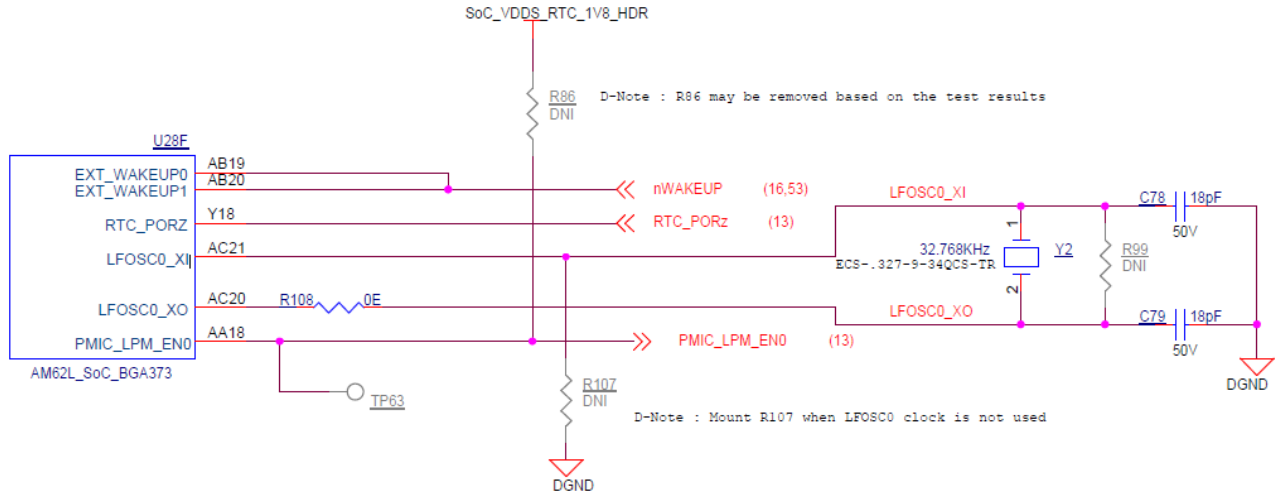 SoC_VDDS_RTC_1V8_HDR
R86
DNI
D-Note : R86 may be removed based on the test results
U28F
EXT_WAKEUP0
AB19
EXT_WAKEUP1
AB20
nWAKEUP (16,53)
RTC_PORZ
Y18
RTC_PORz (13)
LFOSC0_XI
AC21
LFOSC0_XI
C78
18pF
50V
1
32.768KHz
ECS-.327-9-34QCS-TR
Y2
2
R99
DNI
LFOSC0_XO
AC20
R108
0E
LFOSC0_XO
C79
18pF
50V
PMIC_LPM_EN0
AA18
PMIC_LPM_EN0 (13)
AM62L_SoC_BGA373
TP63
R107
DNI
D-Note : Mount R107 when LFOSC0 clock is not used
DGND
DGND